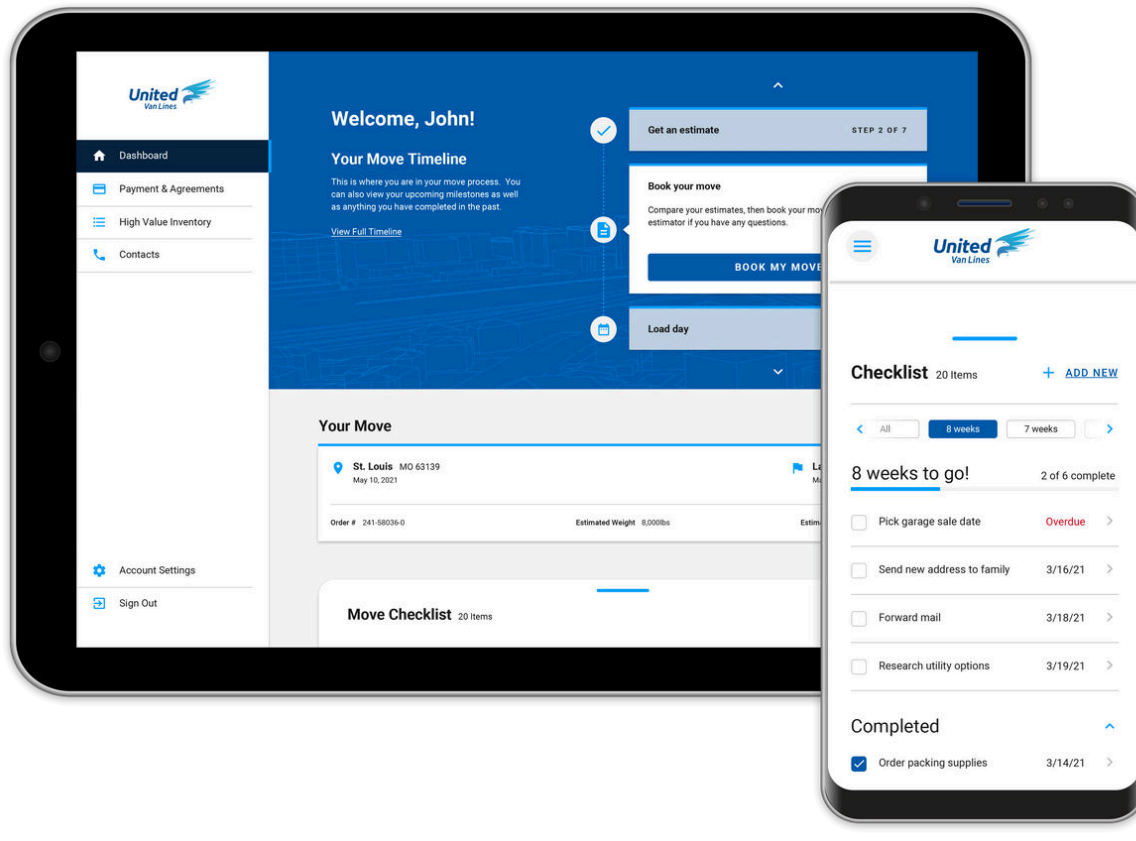 United
Van Lines
Dashboard
Payment & Agreements
High Value Inventory
Contacts
Account Settings
Sign Out
Welcome, John!
Your Move Timeline
This is where you are in your move process. You
can also view your upcoming milestones as well
as anything you have completed in the past.
View Full Timeline
Get an estimate STEP 2 OF 7
Book your move
Compare your estimates, then book your
estimator if you have any questions.
BOOK MY MOVE
Load day
Your Move
St. Louis MO 63139
May 10, 2021
Order # 241-58036-0 Estimated Weight 8,000lbs
Move Checklist 20 Items
United
Van Lines
Checklist 20 Items + ADD NEW
All 8 weeks 7 weeks
8 weeks to go! 2 of 6 complete
Pick garage sale date Overdue
Send new address to family 3/16/21
Forward mail 3/18/21
Research utility options 3/19/21
Completed
Order packing supplies 3/14/21